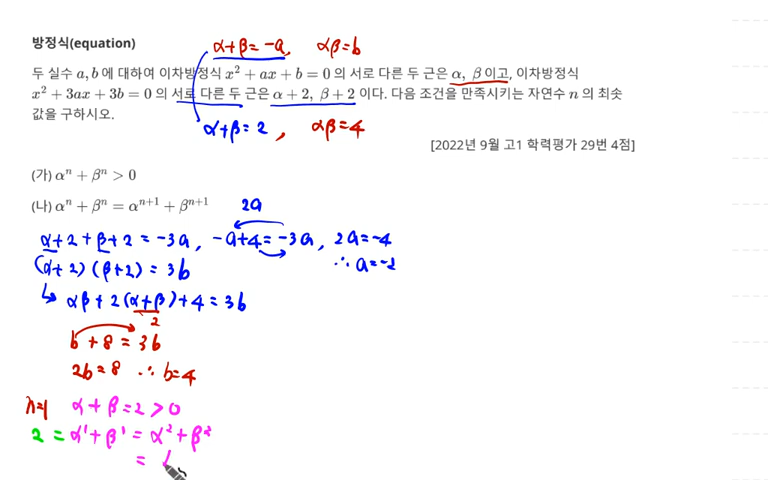 방정식(equation)
α+β=-a, αβ=b
두 실수 a, b 에 대하여 이차방정식 x² + ax + b = 0 의 서로 다른 두 근은 α, β 이고, 이차방정식
x² + 3ax + 3b = 0 의 서로 다른 두 근은 α + 2, β + 2 이다. 다음 조건을 만족시키는 자연수 n 의 최솟
값을 구하시오.
α+β=2, αβ=4
[2022년 9월 고1 학력평가 29번 4점]
(가) αⁿ + βⁿ > 0
(나) αⁿ + βⁿ = αⁿ⁺¹ + βⁿ⁺¹
2a
α+2+β+2=-3a, -a+4=-3a, 2a=-4
(α+2)(β+2)=3b ∴ a=-2
↳ αβ+2(α+β)+4=3b
2
b+8=3b
2b=8 ∴ b=4
n=1 α+β=2>0
2=α¹+β¹=α²+β²
=